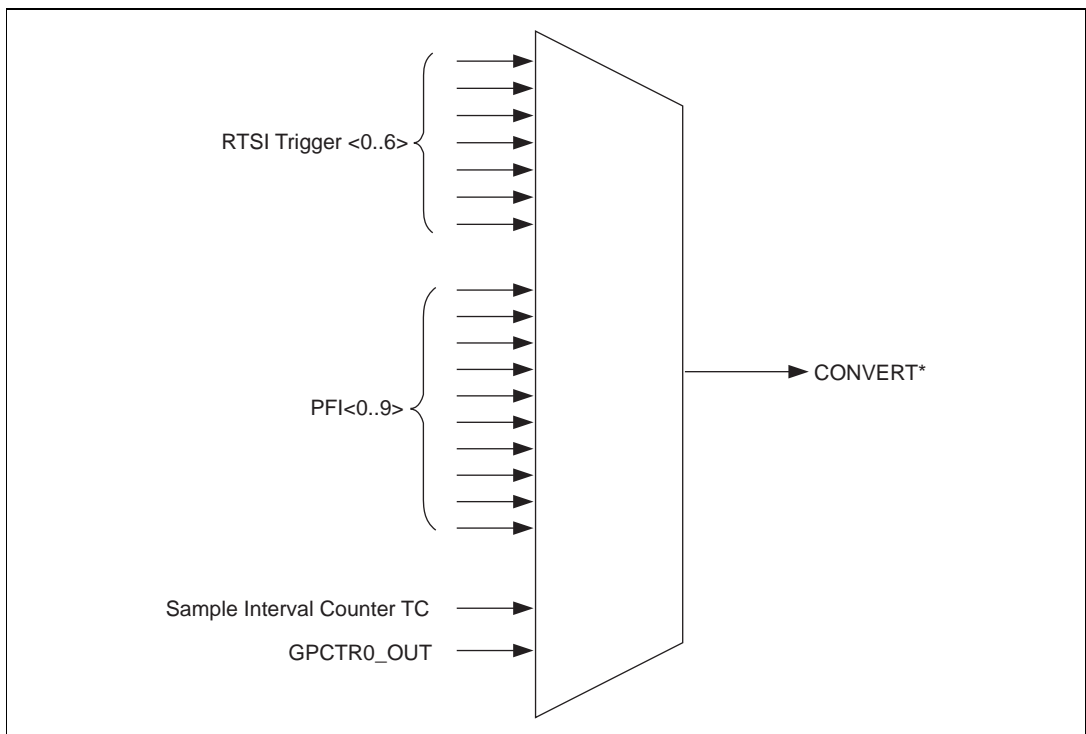 RTSI Trigger <0..6>
PFI<0..9>
CONVERT*
Sample Interval Counter TC
GPCTR0_OUT